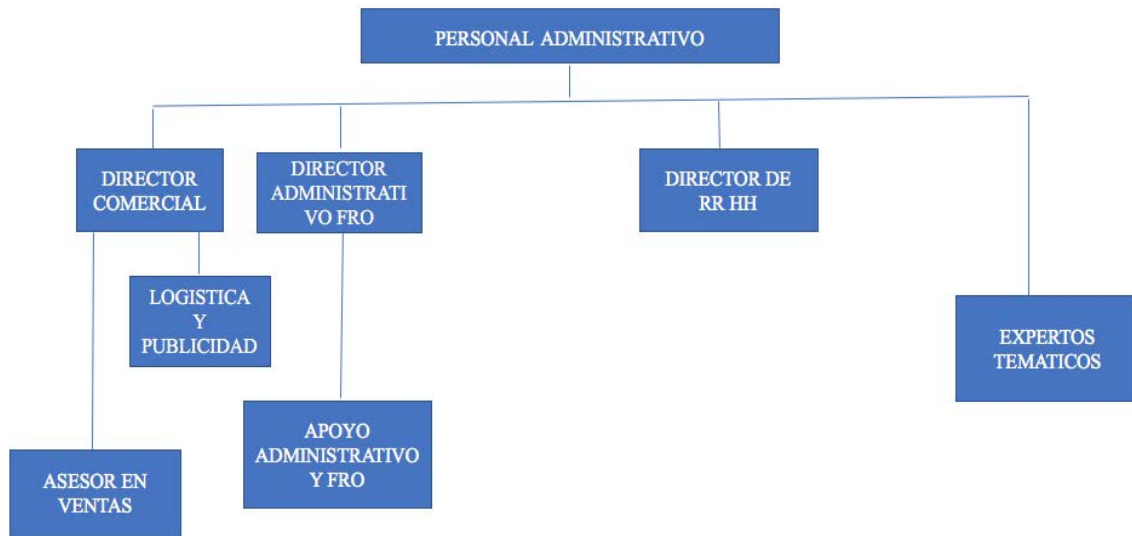 PERSONAL ADMINISTRATIVO
DIRECTOR
COMERCIAL
DIRECTOR
ADMINISTRATI
VO FRO
DIRECTOR DE
RR HH
LOGISTICA
Y
PUBLICIDAD
EXPERTOS
TEMATICOS
APOYO
ADMINISTRATIVO
Y FRO
ASESOR EN
VENTAS